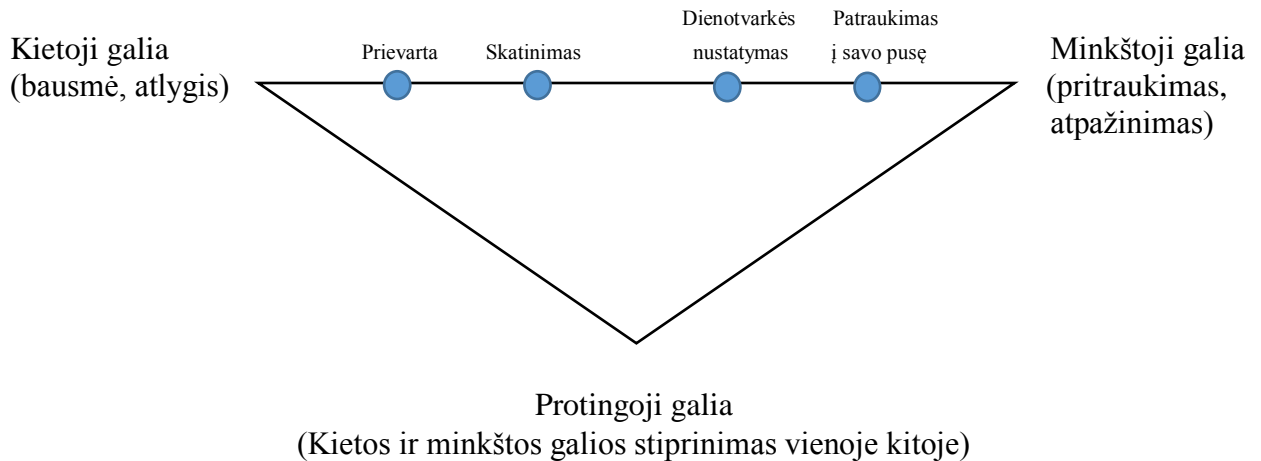 Kietoji galia
(bausmė, atlygis)
Prievarta
Skatinimas
Dienotvarkės
nustatymas
Patraukimas
į savo pusę
Minkštoji galia
(pritraukimas,
atpažinimas)
Protingoji galia
(Kietos ir minkštos galios stiprinimas vienoje kitoje)